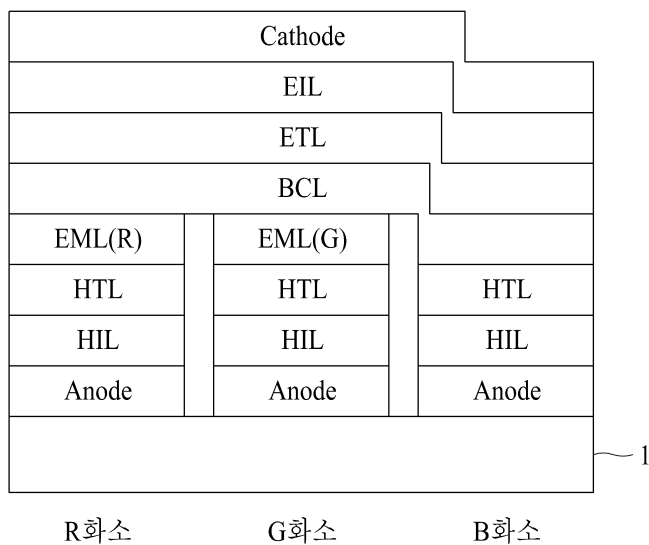 Cathode
EIL
ETL
BCL
EML(R) EML(G)
HTL HTL HTL
HIL HIL HIL
Anode Anode Anode
1
R화소 G화소 B화소